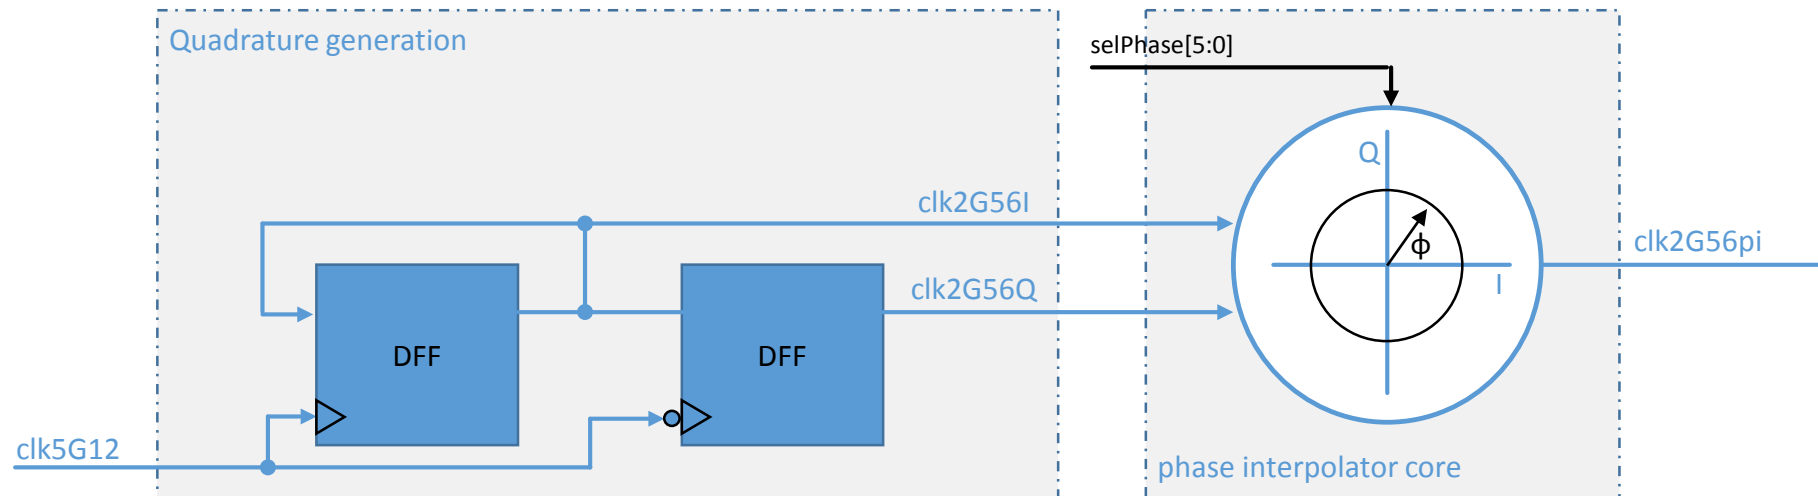 Quadrature generation
selPhase[5:0]
Q
clk2G56I
clk2G56pi
ϕ
clk2G56Q
I
DFF
DFF
clk5G12
phase interpolator core